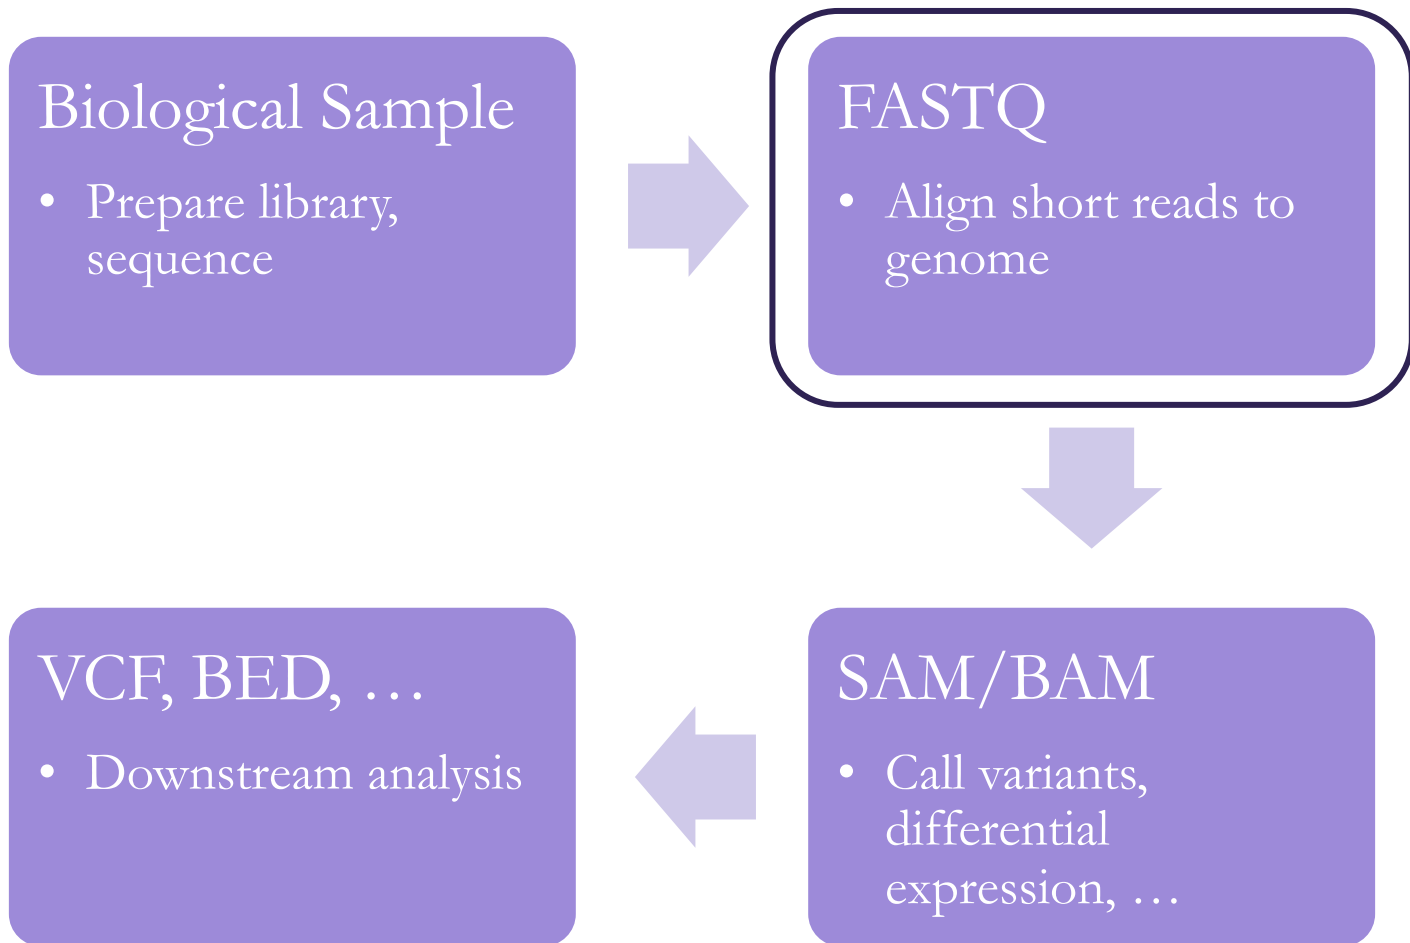 Biological Sample
• Prepare library,
sequence
FASTQ
• Align short reads to
genome
SAM/BAM
• Call variants,
differential
expression, …
VCF, BED, …
• Downstream analysis